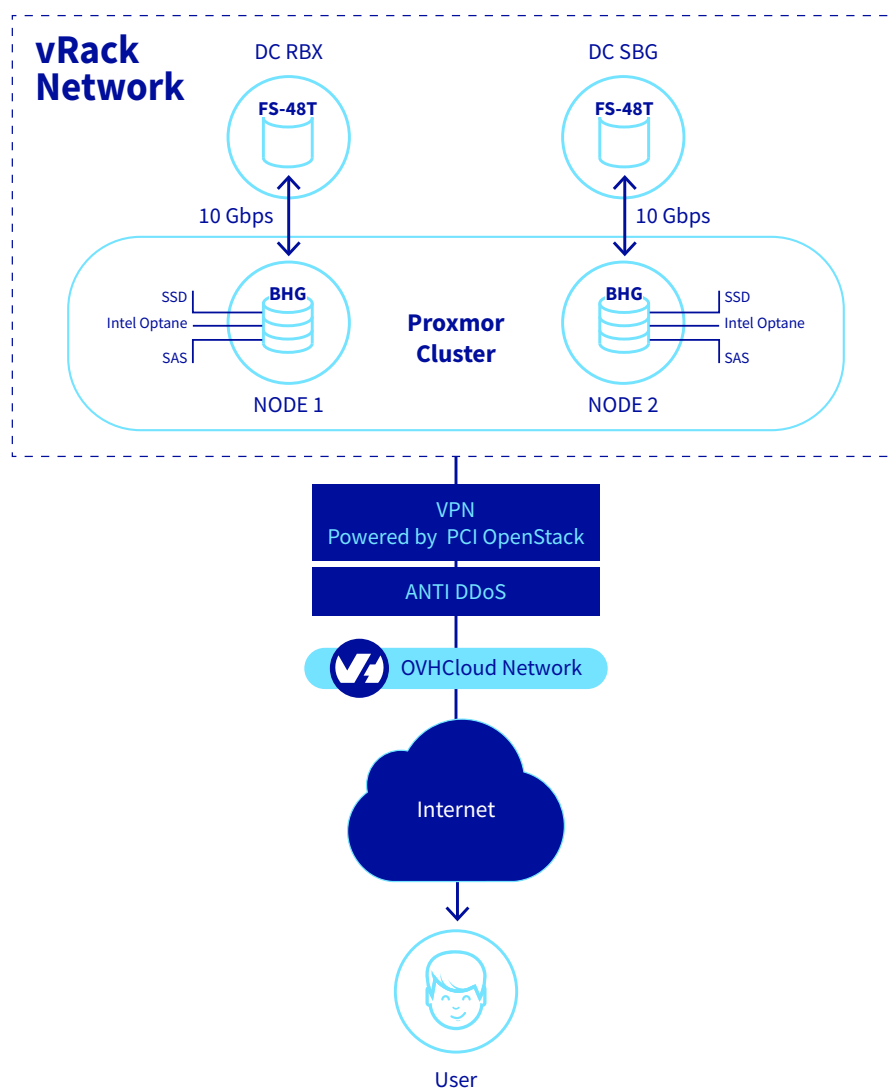 vRack
Network
DC RBX
DC SBG
FS-48T
FS-48T
10 Gbps
10 Gbps
SSD
Intel Optane
SAS
BHG
NODE 1
Proxmor
Cluster
BHG
NODE 2
SSD
Intel Optane
SAS
VPN
Powered by PCI OpenStack
ANTI DDoS
OVHCloud Network
Internet
User